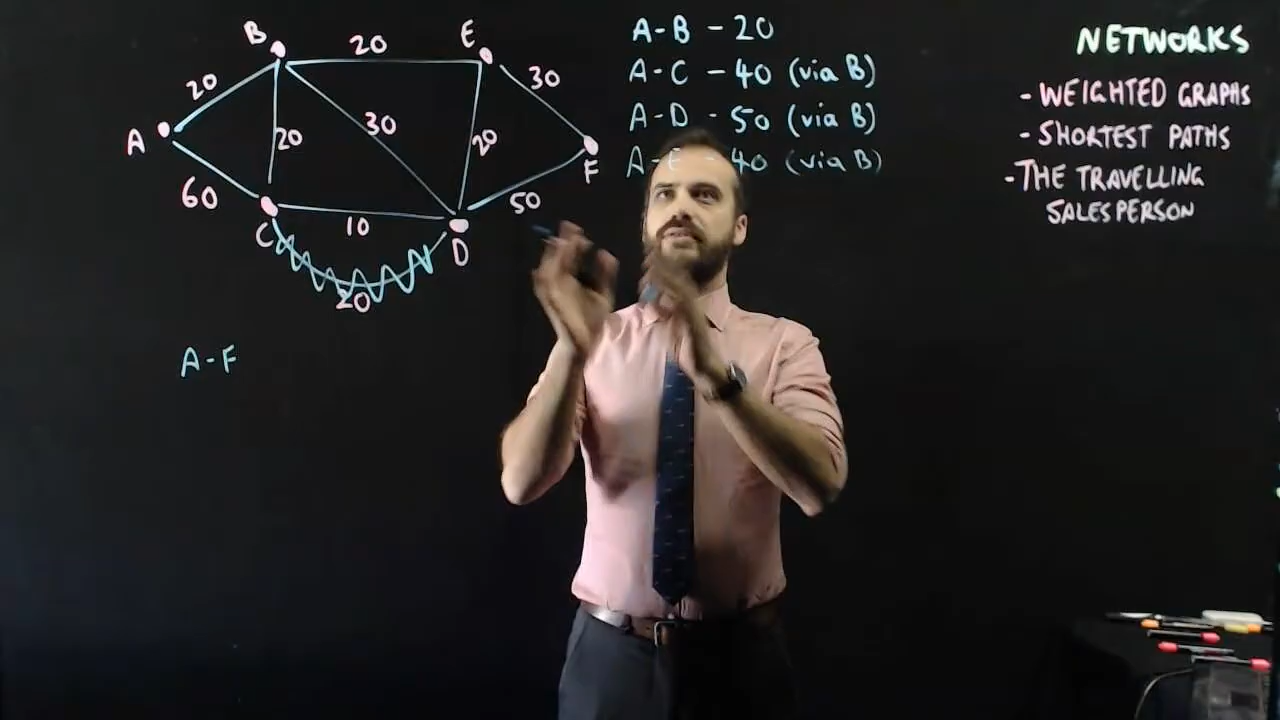 B
20
E
20
30
A
20
30
20
F
60
50
C
10
D
20
A-F
A-B - 20
A-C - 40 (via B)
A-D - 50 (via B)
A-E - 40 (via B)
NETWORKS
- WEIGHTED GRAPHS
- SHORTEST PATHS
- THE TRAVELLING
SALESPERSON